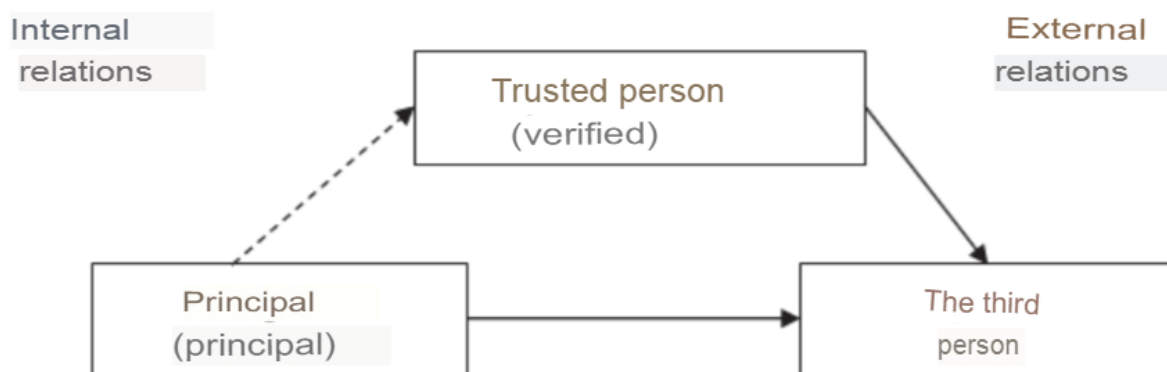 Internal
relations
External
relations
Trusted person
(verified)
Principal
(principal)
The third
person